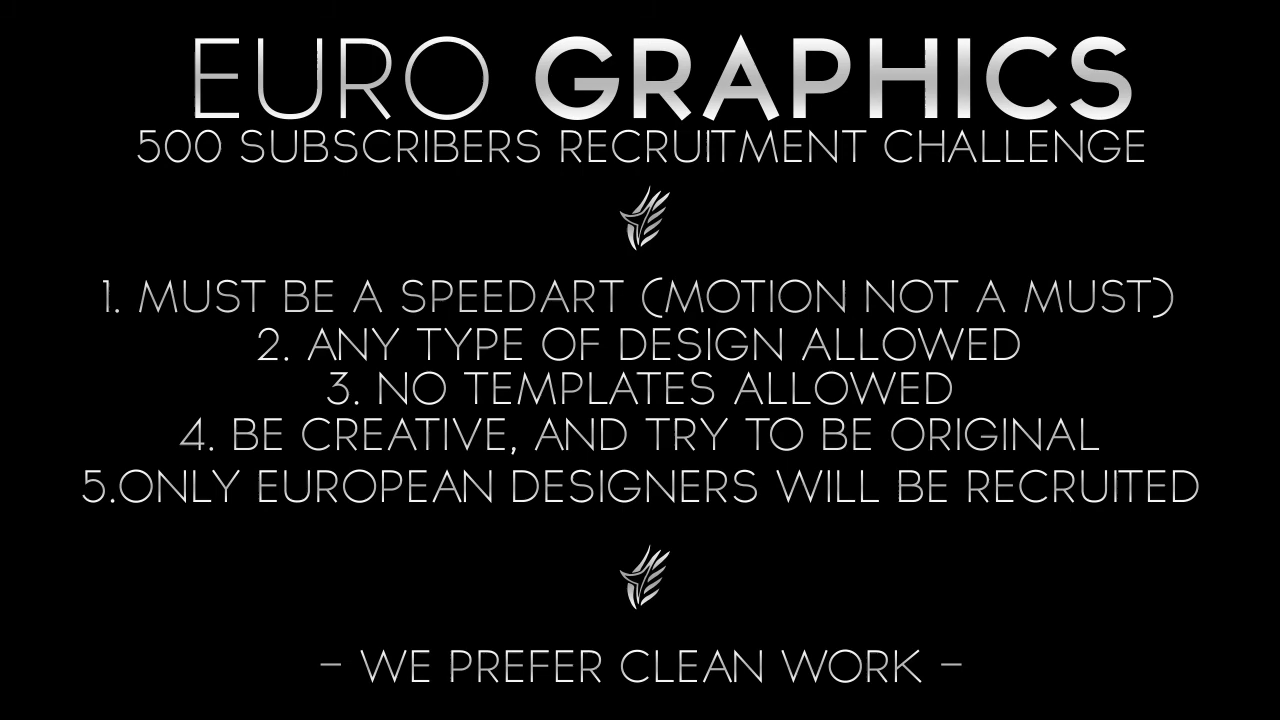 EURO GRAPHICS
500 SUBSCRIBERS RECRUITMENT CHALLENGE
1. MUST BE A SPEEDART (MOTION NOT A MUST)
2. ANY TYPE OF DESIGN ALLOWED
3. NO TEMPLATES ALLOWED
4. BE CREATIVE, AND TRY TO BE ORIGINAL
5.ONLY EUROPEAN DESIGNERS WILL BE RECRUITED
- WE PREFER CLEAN WORK -